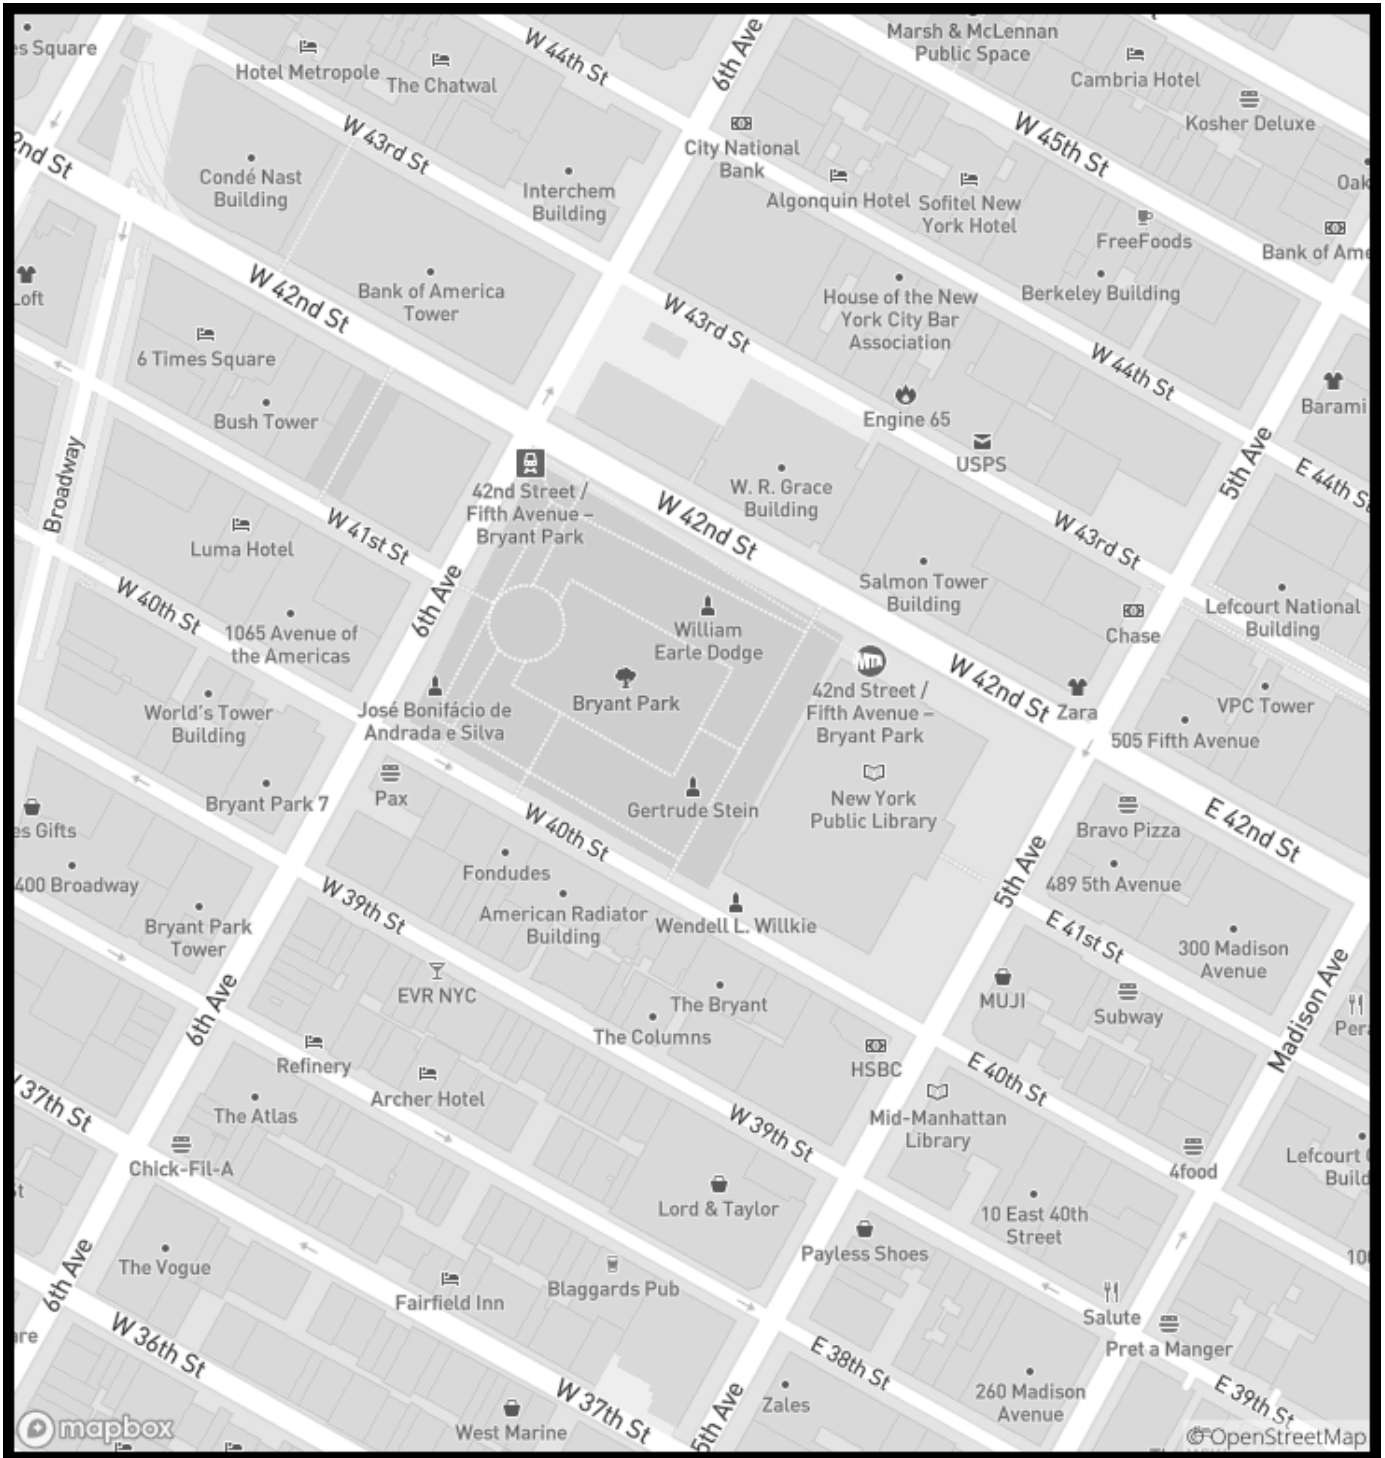 es Square
Hotel Metropole
The Chatwal
W 44th St
6th Ave
Marsh & McLennan
Public Space
Cambria Hotel
Kosher Deluxe
2nd St
W 43rd St
City National
Bank
W 45th St
Condé Nast
Building
Interchem
Building
Algonquin Hotel
Sofitel New
York Hotel
FreeFoods
Oak
Bank of Ame
Loft
W 42nd St
Bank of America
Tower
W 43rd St
House of the New
York City Bar
Association
Berkeley Building
6 Times Square
W 44th St
Bush Tower
Engine 65
Barami
Broadway
USPS
5th Ave
E 44th St
42nd Street /
Fifth Avenue –
Bryant Park
W 42nd St
W. R. Grace
Building
Luma Hotel
W 41st St
W 43rd St
W 40th St
6th Ave
Salmon Tower
Building
Chase
Lefcourt National
Building
1065 Avenue of
the Americas
William
Earle Dodge
MTA
42nd Street /
Fifth Avenue –
Bryant Park
W 42nd St
Zara
VPC Tower
World's Tower
Building
José Bonifácio de
Andrada e Silva
Bryant Park
505 Fifth Avenue
Bryant Park 7
Pax
Gertrude Stein
New York
Public Library
Bravo Pizza
E 42nd St
es Gifts
W 40th St
400 Broadway
Fondudes
5th Ave
489 5th Avenue
Bryant Park
Tower
W 39th St
American Radiator
Building
Wendell L. Willkie
E 41st St
300 Madison
Avenue
6th Ave
EVR NYC
The Bryant
MUJI
Subway
Madison Ave
Per
The Columns
Refinery
HSBC
E 40th St
37th St
The Atlas
Archer Hotel
W 39th St
Mid-Manhattan
Library
Chick-Fil-A
4food
Lefcourt
Build
st
Lord & Taylor
10 East 40th
Street
Payless Shoes
10
6th Ave
The Vogue
Fairfield Inn
Blaggards Pub
Salute
Pret a Manger
are
W 36th St
E 38th St
W 37th St
5th Ave
Zales
260 Madison
Avenue
E 39th St
West Marine
mapbox
© OpenStreetMap